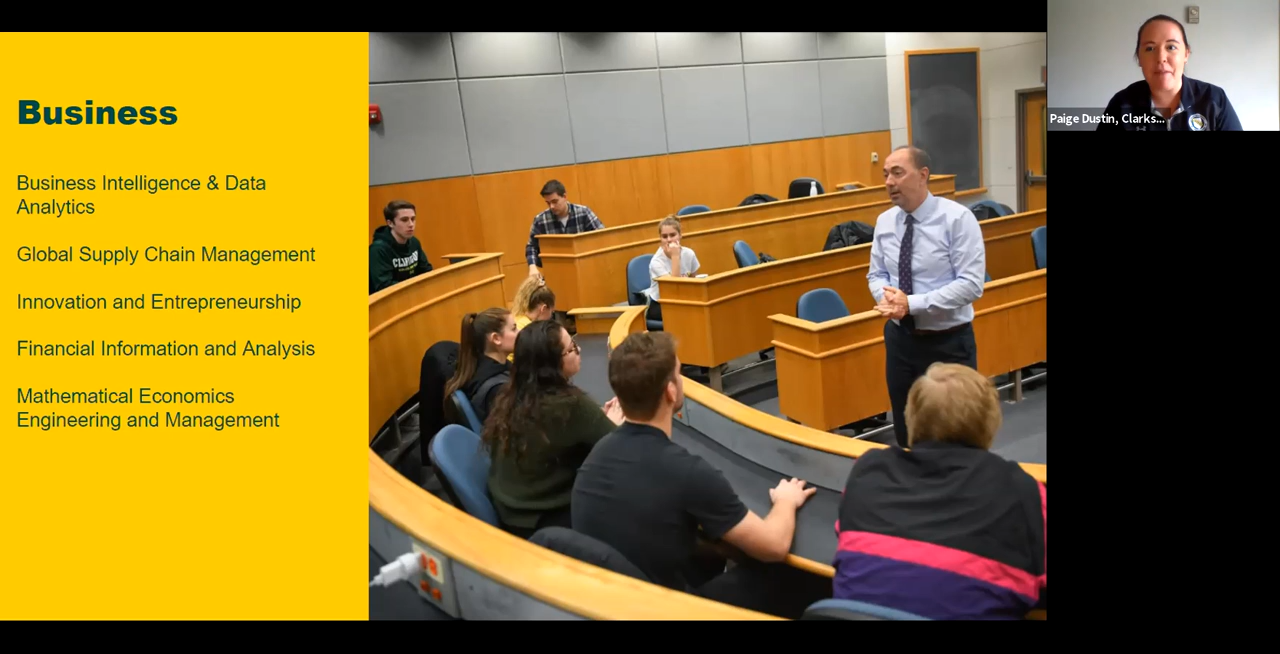 Business
Business Intelligence & Data
Analytics
Global Supply Chain Management
Innovation and Entrepreneurship
Financial Information and Analysis
Mathematical Economics
Engineering and Management
Paige Dustin, Clarks...